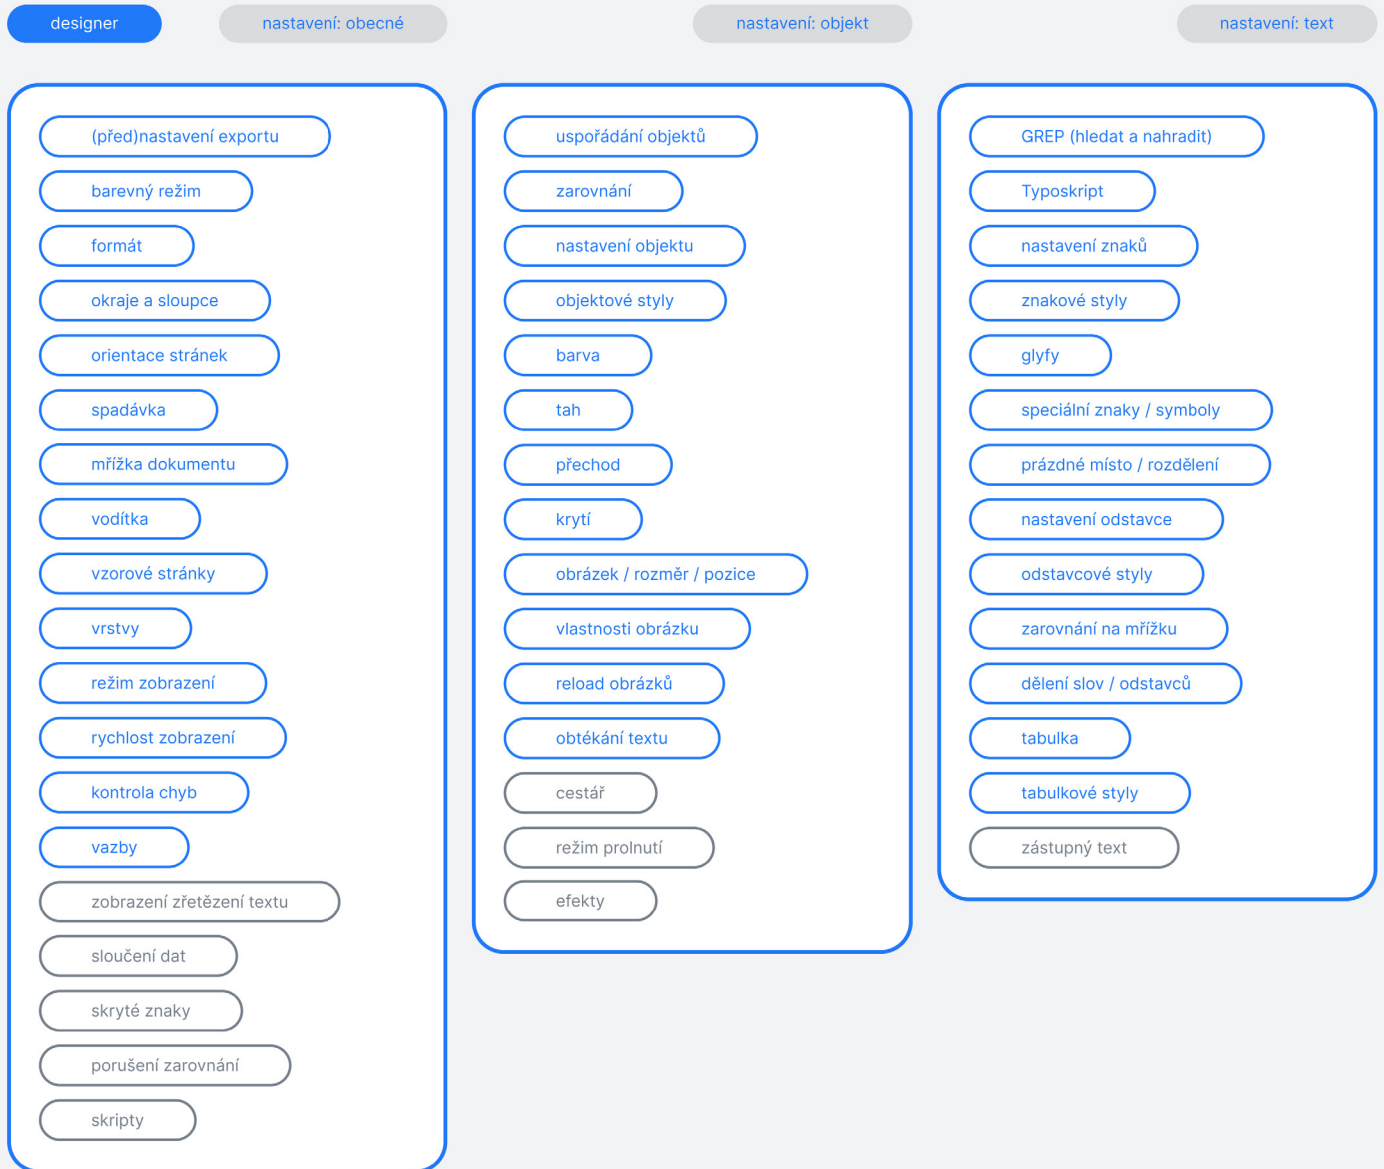 designer
nastavení: obecné
nastavení: objekt
nastavení: text
(před)nastavení exportu
barevný režim
formát
okraje a sloupce
orientace stránek
spadávka
mřížka dokumentu
vodítka
vzorové stránky
vrstvy
režim zobrazení
rychlost zobrazení
kontrola chyb
vazby
zobrazení zřetězení textu
sloučení dat
skryté znaky
porušení zarovnání
skripty
uspořádání objektů
zarovnání
nastavení objektu
objektové styly
barva
tah
přechod
krytí
obrázek / rozměr / pozice
vlastnosti obrázku
reload obrázků
obtékání textu
cestář
režim prolnutí
efekty
GREP (hledat a nahradit)
Typoskript
nastavení znaků
znakové styly
glyfy
speciální znaky / symboly
prázdné místo / rozdělení
nastavení odstavce
odstavcové styly
zarovnání na mřížku
dělení slov / odstavců
tabulka
tabulkové styly
zástupný text